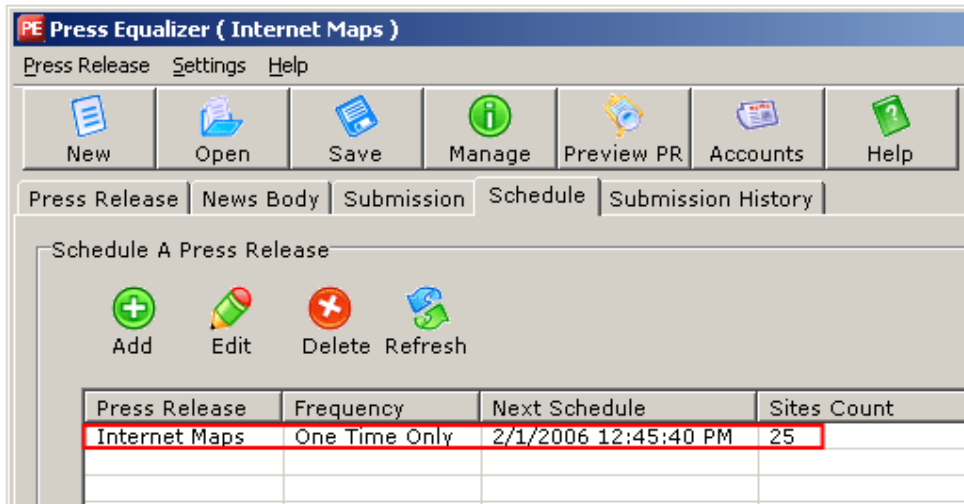 PE Press Equalizer ( Internet Maps )
Press Release Settings Help
New Open Save Manage Preview PR Accounts Help
Press Release News Body Submission Schedule Submission History
Schedule A Press Release
Add Edit Delete Refresh
Press Release Frequency Next Schedule Sites Count
Internet Maps One Time Only 2/1/2006 12:45:40 PM 25